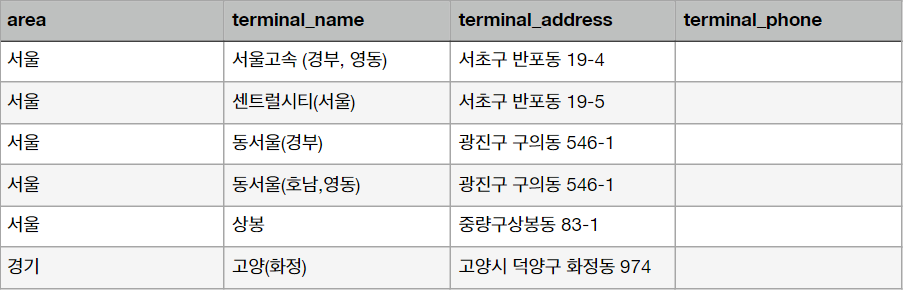 area terminal_name terminal_address terminal_phone
서울 서울고속 (경부, 영동) 서초구 반포동 19-4
서울 센트럴시티(서울) 서초구 반포동 19-5
서울 동서울(경부) 광진구 구의동 546-1
서울 동서울(호남,영동) 광진구 구의동 546-1
서울 상봉 중량구상봉동 83-1
경기 고양(화정) 고양시 덕양구 화정동 974